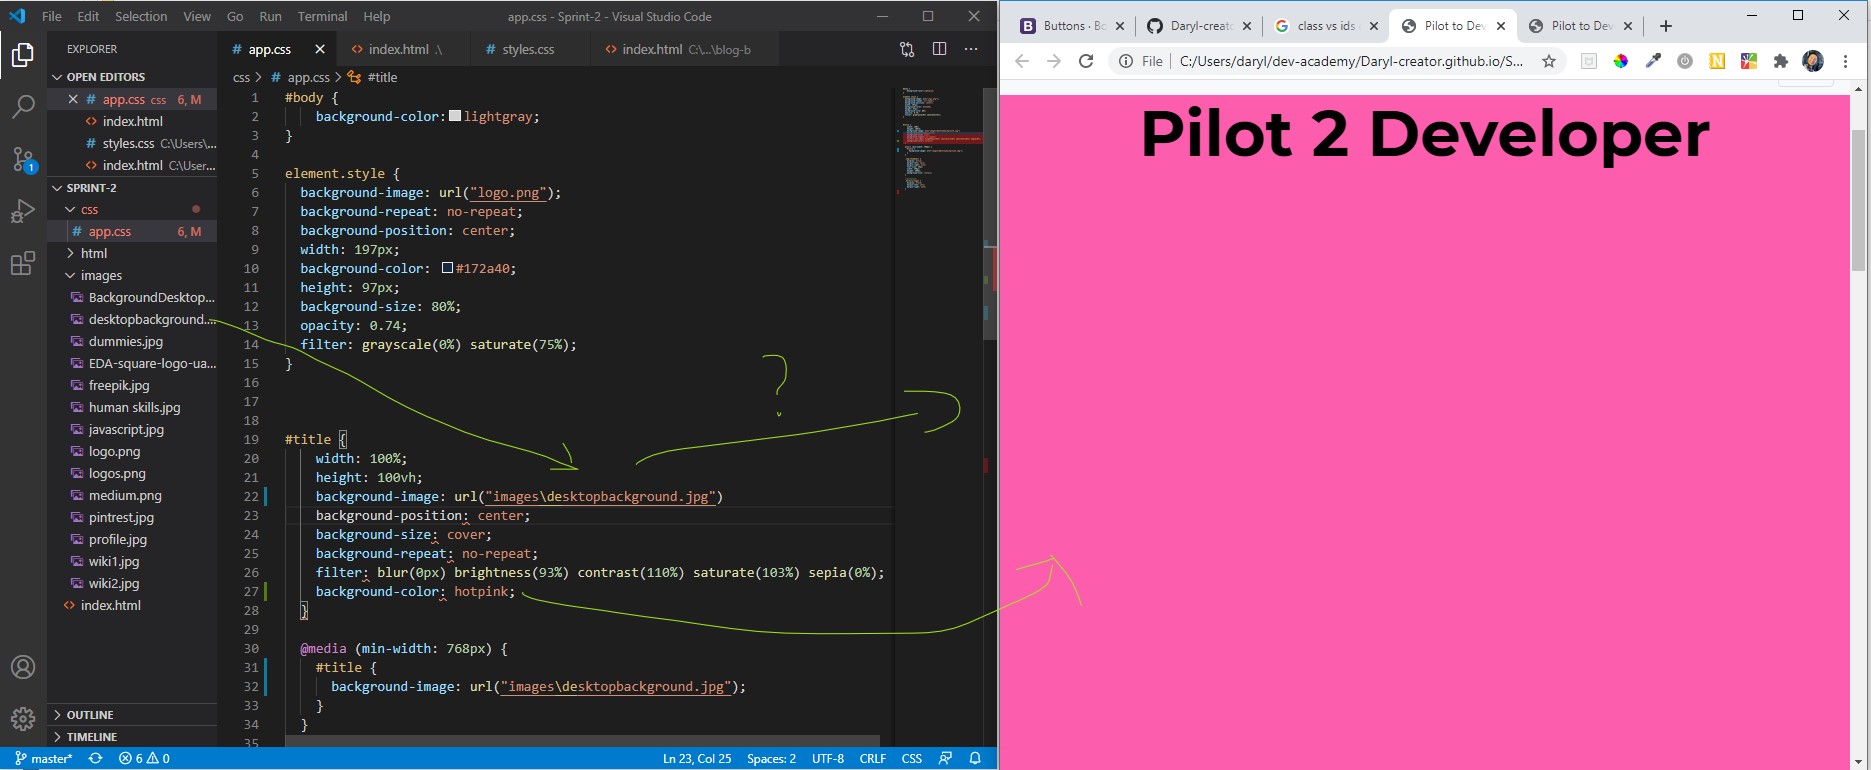 File Edit Selection View Go Run Terminal Help
app.css - Sprint-2 - Visual Studio Code
EXPLORER
OPEN EDITORS
app.css css 6, M
index.html
styles.css C:\Users\...
index.html C:\User...
SPRINT-2
css
# app.css 6, M
html
images
BackgroundDesktop...
desktopbackground....
dummies.jpg
EDA-square-logo-ua...
freepik.jpg
human skills.jpg
javascript.jpg
logo.png
logos.png
medium.png
pintrest.jpg
profile.jpg
wiki1.jpg
wiki2.jpg
index.html
OUTLINE
TIMELINE
1
# app.css
<> index.html .\
# styles.css
<> index.html C:\...\blog-b
css > # app.css > #title
1 #body {
2 background-color: lightgray;
3 }
4
5 element.style {
6 background-image: url("logo.png");
7 background-repeat: no-repeat;
8 background-position: center;
9 width: 197px;
10 background-color: #172a40;
11 height: 97px;
12 background-size: 80%;
13 opacity: 0.74;
14 filter: grayscale(0%) saturate(75%);
15 }
16
17
18
19 #title {
20 width: 100%;
21 height: 100vh;
22 background-image: url("images\desktopbackground.jpg")
23 background-position: center;
24 background-size: cover;
25 background-repeat: no-repeat;
26 filter: blur(0px) brightness(93%) contrast(110%) saturate(103%) sepia(0%);
27 background-color: hotpink;
28 }
29
30 @media (min-width: 768px) {
31 #title {
32 background-image: url("images\desktopbackground.jpg");
33 }
34 }
35
?
master* 6 0
Ln 23, Col 25 Spaces: 2 UTF-8 CRLF CSS
Buttons · Bo
Daryl-creato
class vs ids
Pilot to Dev
Pilot to Dev
File C:/Users/daryl/dev-academy/Daryl-creator.github.io/S...
Pilot 2 Developer